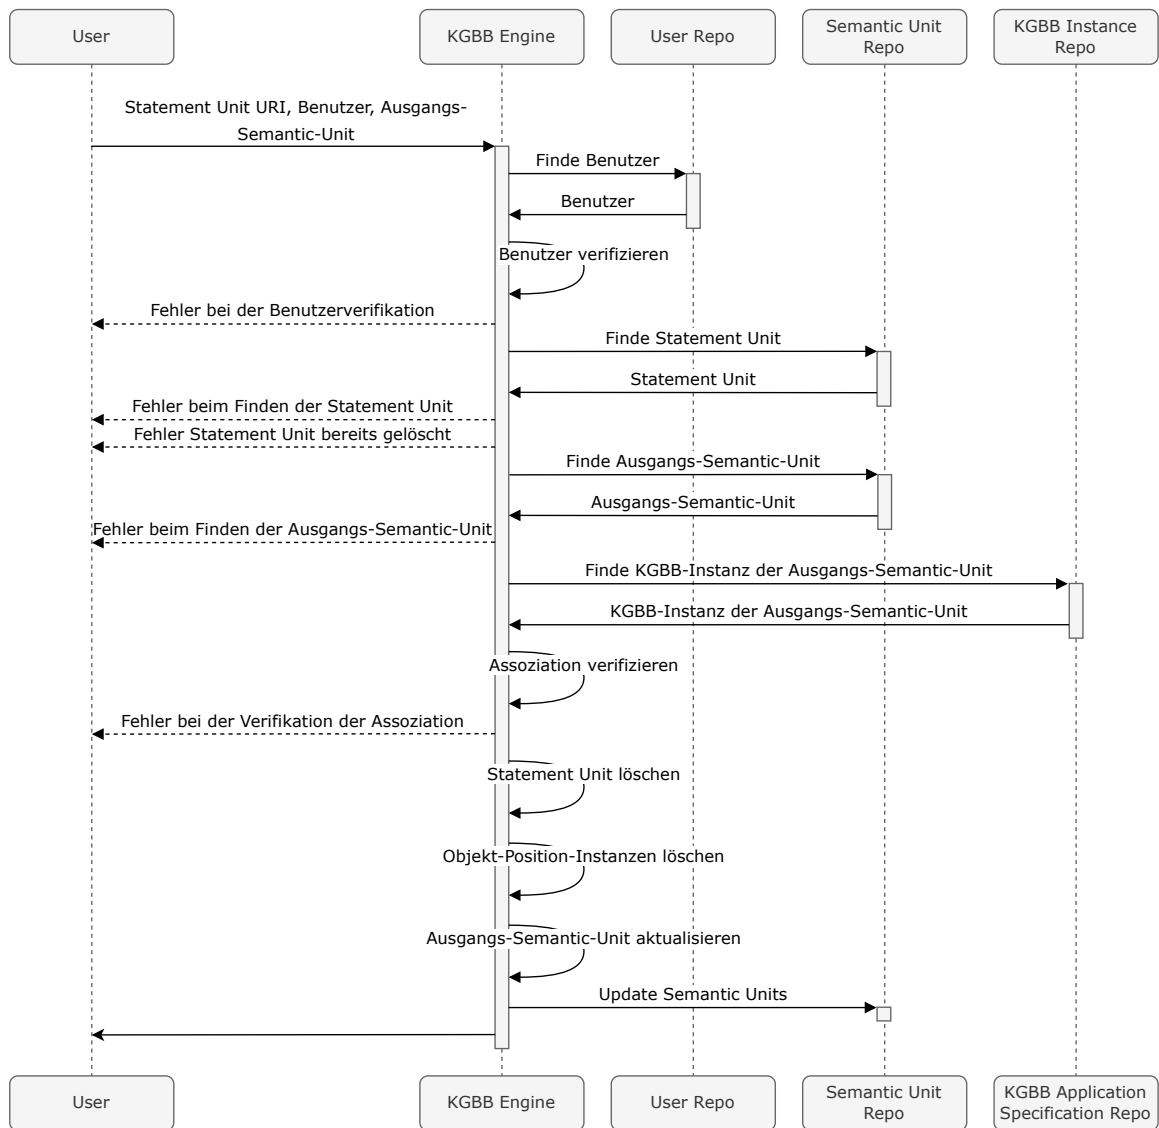 User
KGBB Engine
User Repo
Semantic Unit
Repo
KGBB Instance
Repo
Statement Unit URI, Benutzer, Ausgangs-
Semantic-Unit
Finde Benutzer
Benutzer
Benutzer verifizieren
Fehler bei der Benutzerverifikation
Finde Statement Unit
Statement Unit
Fehler beim Finden der Statement Unit
Fehler Statement Unit bereits gelöscht
Finde Ausgangs-Semantic-Unit
Ausgangs-Semantic-Unit
Fehler beim Finden der Ausgangs-Semantic-Unit
Finde KGBB-Instanz der Ausgangs-Semantic-Unit
KGBB-Instanz der Ausgangs-Semantic-Unit
Assoziation verifizieren
Fehler bei der Verifikation der Assoziation
Statement Unit löschen
Objekt-Position-Instanzen löschen
Ausgangs-Semantic-Unit aktualisieren
Update Semantic Units
User
KGBB Engine
User Repo
Semantic Unit
Repo
KGBB Application
Specification Repo